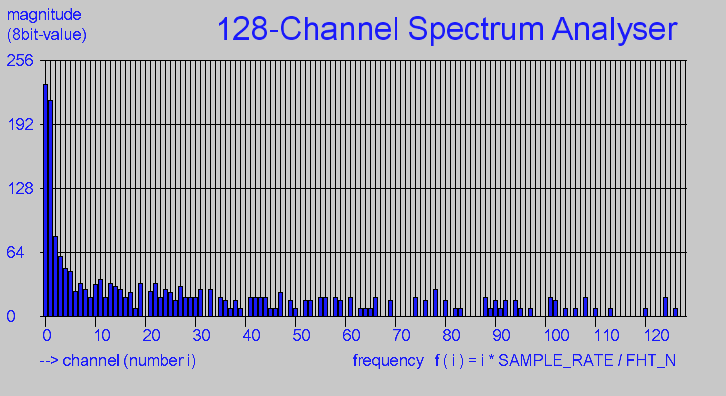 magnitude
(8bit-value)
128-Channel Spectrum Analyser
256
192
128
64
0
0 10 20 30 40 50 60 70 80 90 100 110 120
--> channel (number i)
frequency f ( i ) = i * SAMPLE_RATE / FHT_N